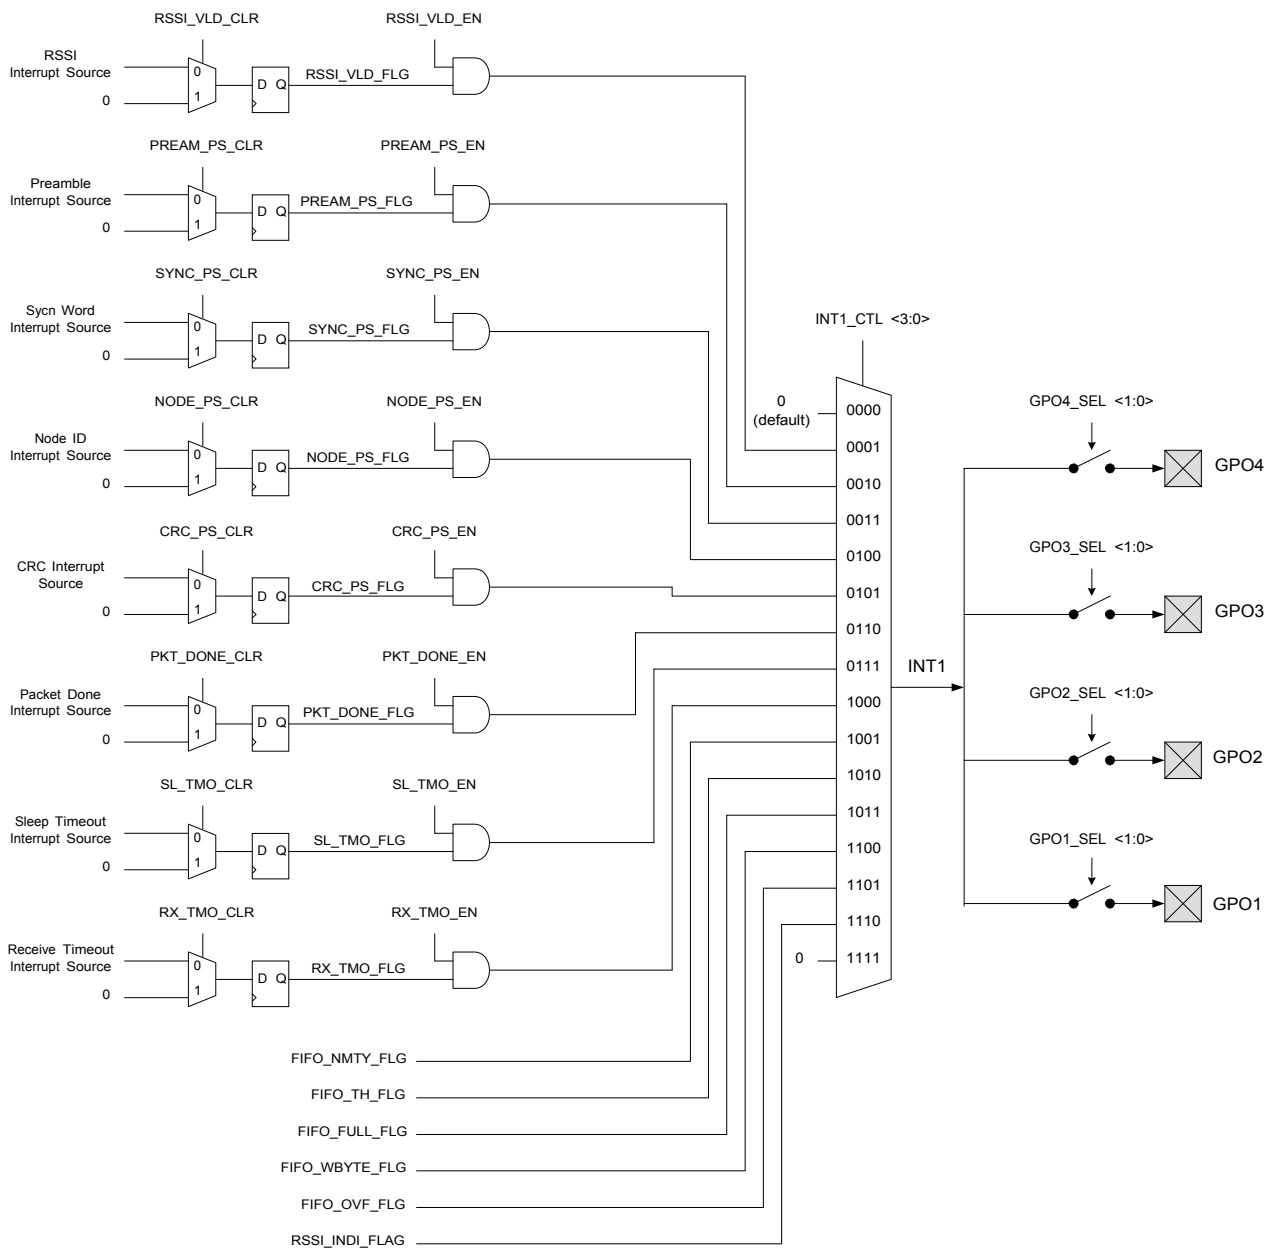 RSSI_VLD_CLR
RSSI_VLD_EN
RSSI
Interrupt Source
0
0
1
D Q
RSSI_VLD_FLG
PREAM_PS_CLR
PREAM_PS_EN
Preamble
Interrupt Source
0
0
1
D Q
PREAM_PS_FLG
SYNC_PS_CLR
SYNC_PS_EN
Sycn Word
Interrupt Source
0
0
1
D Q
SYNC_PS_FLG
NODE_PS_CLR
NODE_PS_EN
Node ID
Interrupt Source
0
0
1
D Q
NODE_PS_FLG
CRC_PS_CLR
CRC_PS_EN
CRC Interrupt
Source
0
0
1
D Q
CRC_PS_FLG
PKT_DONE_CLR
PKT_DONE_EN
Packet Done
Interrupt Source
0
0
1
D Q
PKT_DONE_FLG
SL_TMO_CLR
SL_TMO_EN
Sleep Timeout
Interrupt Source
0
0
1
D Q
SL_TMO_FLG
RX_TMO_CLR
RX_TMO_EN
Receive Timeout
Interrupt Source
0
0
1
D Q
RX_TMO_FLG
FIFO_NMTY_FLG
FIFO_TH_FLG
FIFO_FULL_FLG
FIFO_WBYTE_FLG
FIFO_OVF_FLG
RSSI_INDI_FLAG
INT1_CTL <3:0>
0
(default)
0000
0001
0010
0011
0100
0101
0110
0111
1000
1001
1010
1011
1100
1101
1110
0
1111
INT1
GPO4_SEL <1:0>
GPO4
GPO3_SEL <1:0>
GPO3
GPO2_SEL <1:0>
GPO2
GPO1_SEL <1:0>
GPO1